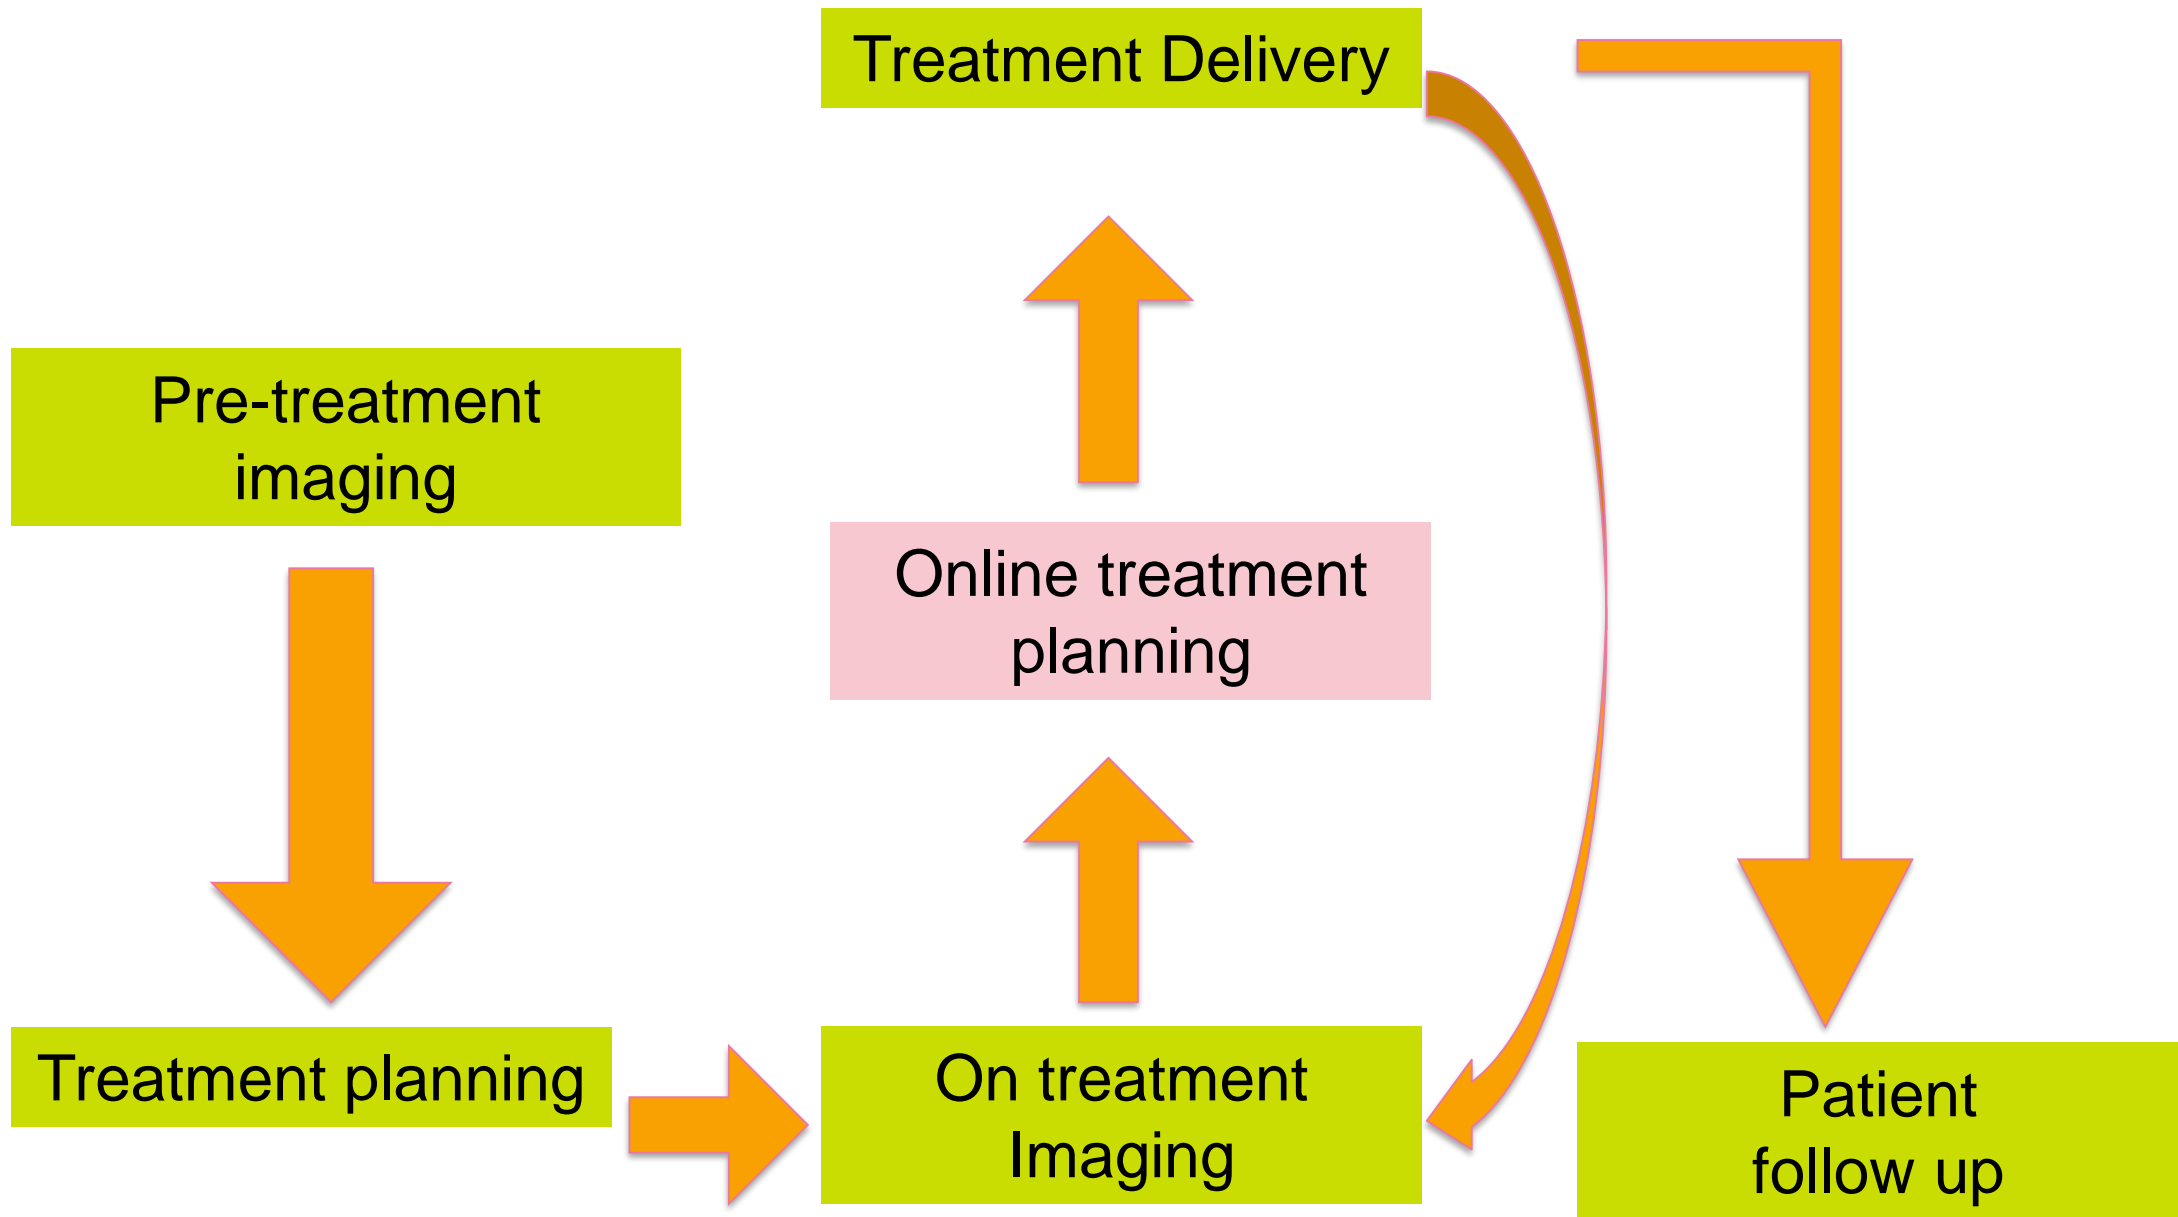 Treatment Delivery
Pre-treatment
imaging
Online treatment
planning
Treatment planning
On treatment
Imaging
Patient
follow up